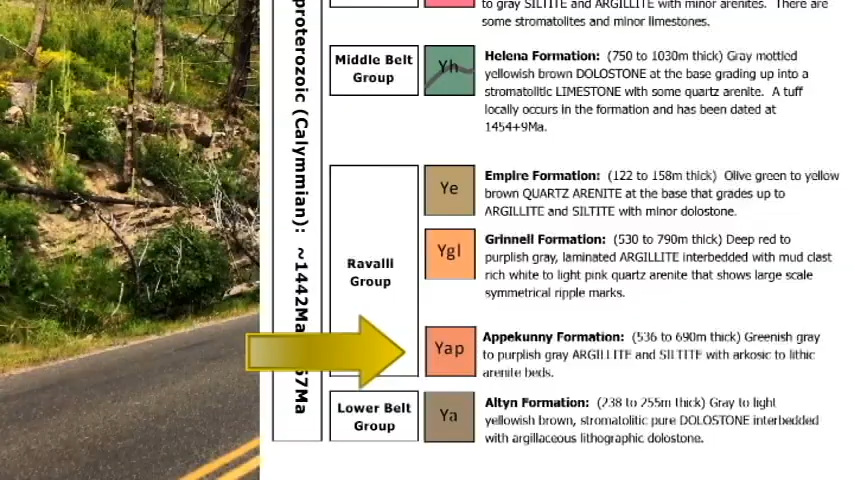 to gray SILTITE and ARGILLITE with minor arenites. There are
some stromatolites and minor limestones.
proterozoic (Calymmian): ~1442Ma
57Ma
Middle Belt
Group
Yh
Helena Formation: (750 to 1030m thick) Gray mottled
yellowish brown DOLOSTONE at the base grading up into a
stromatolitic LIMESTONE with some quartz arenite. A tuff
locally occurs in the formation and has been dated at
1454+9Ma.
Ravalli
Group
Ye
Empire Formation: (122 to 158m thick) Olive green to yellow
brown QUARTZ ARENITE at the base that grades up to
ARGILLITE and SILTITE with minor dolostone.
Ygl
Grinnell Formation: (530 to 790m thick) Deep red to
purplish gray, laminated ARGILLITE interbedded with mud clast
rich white to light pink quartz arenite that shows large scale
symmetrical ripple marks.
Yap
Appekunny Formation: (536 to 690m thick) Greenish gray
to purplish gray ARGILLITE and SILTITE with arkosic to lithic
arenite beds.
Lower Belt
Group
Ya
Altyn Formation: (238 to 255m thick) Gray to light
yellowish brown, stromatolitic pure DOLOSTONE interbedded
with argillaceous lithographic dolostone.